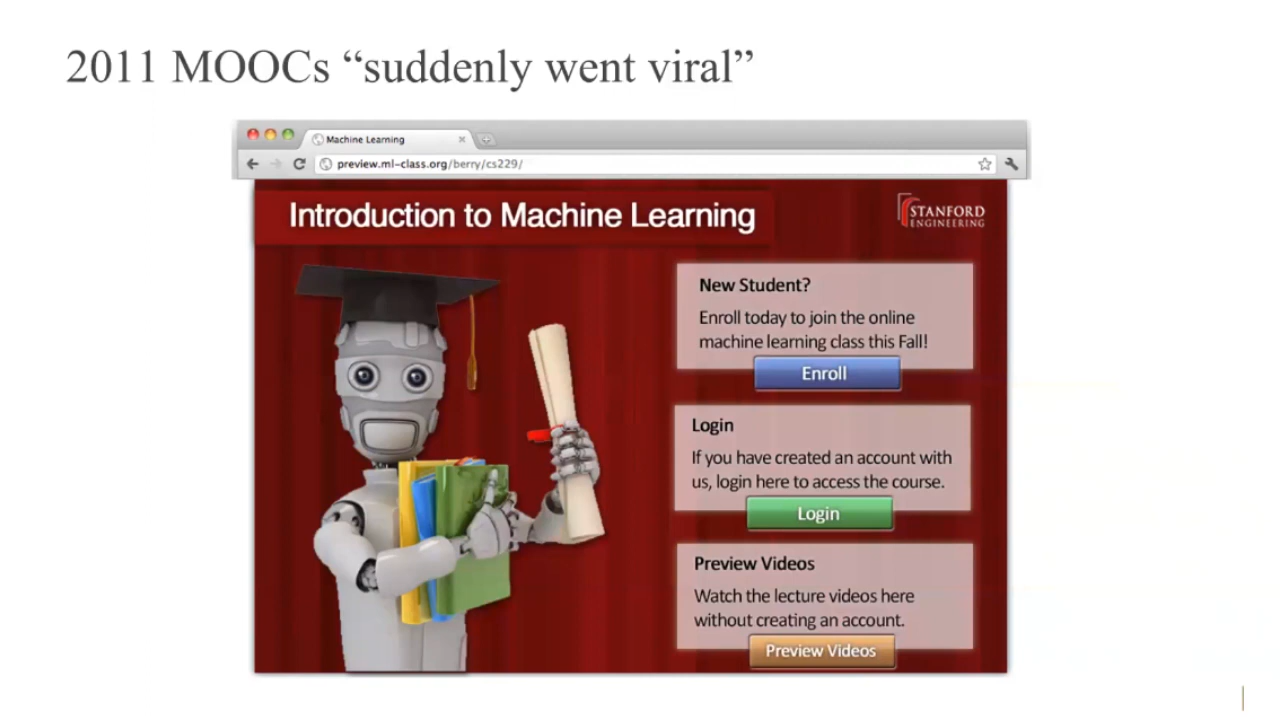 2011 MOOCs “suddenly went viral”
Machine Learning
preview.ml-class.org/berry/cs229/
Introduction to Machine Learning
STANFORD
ENGINEERING
New Student?
Enroll today to join the online
machine learning class this Fall!
Enroll
Login
If you have created an account with
us, login here to access the course.
Login
Preview Videos
Watch the lecture videos here
without creating an account.
Preview Videos